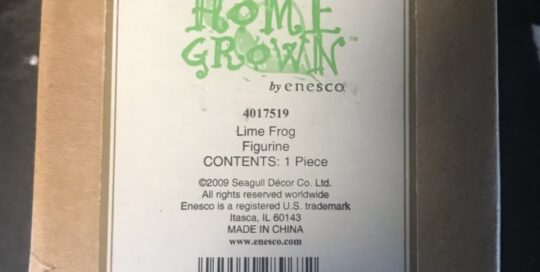 HOME
GROWN™
by enesco
4017519
Lime Frog
Figurine
CONTENTS: 1 Piece
©2009 Seagull Décor Co. Ltd.
All rights reserved worldwide
Enesco is a registered U.S. trademark
Itasca, IL 60143
MADE IN CHINA
www.enesco.com